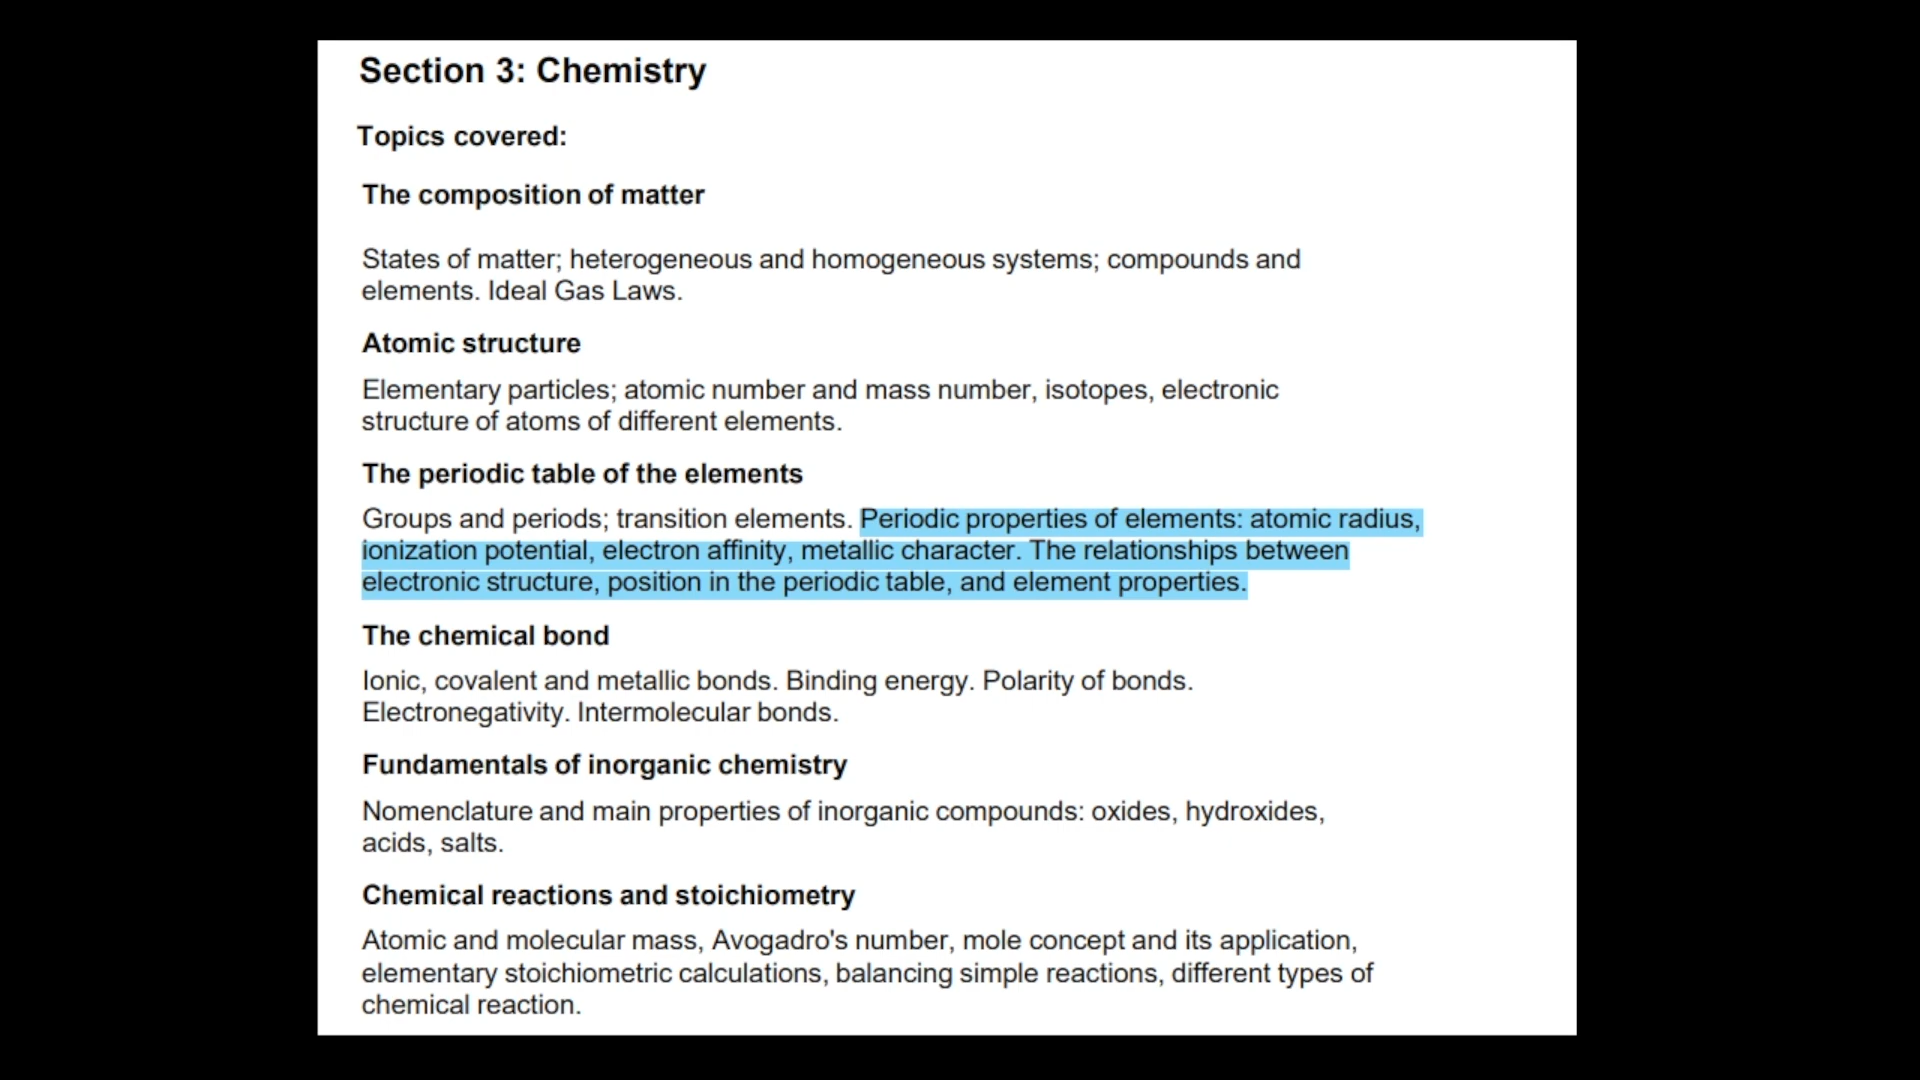 Section 3: Chemistry
Topics covered:
The composition of matter
States of matter; heterogeneous and homogeneous systems; compounds and
elements. Ideal Gas Laws.
Atomic structure
Elementary particles; atomic number and mass number, isotopes, electronic
structure of atoms of different elements.
The periodic table of the elements
Groups and periods; transition elements. Periodic properties of elements: atomic radius,
ionization potential, electron affinity, metallic character. The relationships between
electronic structure, position in the periodic table, and element properties.
The chemical bond
Ionic, covalent and metallic bonds. Binding energy. Polarity of bonds.
Electronegativity. Intermolecular bonds.
Fundamentals of inorganic chemistry
Nomenclature and main properties of inorganic compounds: oxides, hydroxides,
acids, salts.
Chemical reactions and stoichiometry
Atomic and molecular mass, Avogadro's number, mole concept and its application,
elementary stoichiometric calculations, balancing simple reactions, different types of
chemical reaction.